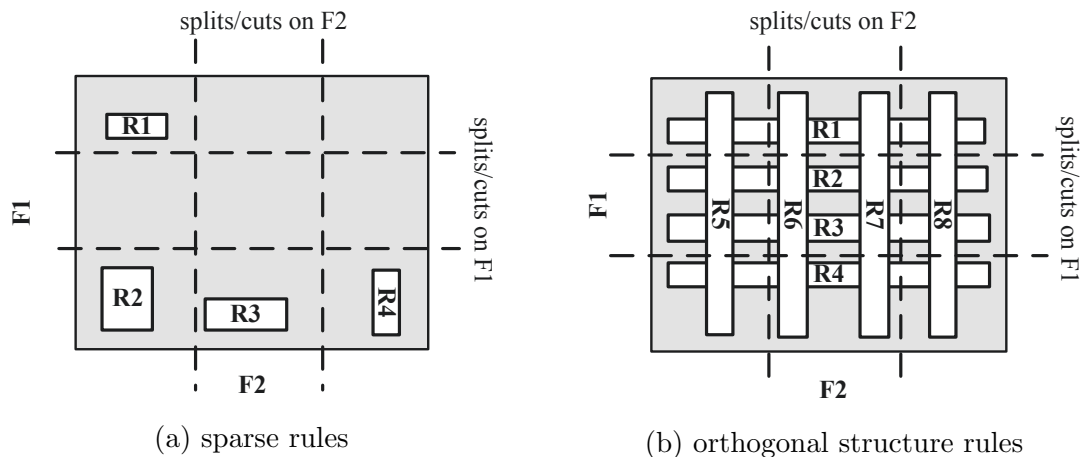 splits/cuts on F2
R1
F1
splits/cuts on F1
R2
R3
R4
F2
(a) sparse rules
splits/cuts on F2
R1
R2
F1
R5
R6
R7
R8
splits/cuts on F1
R3
R4
F2
(b) orthogonal structure rules